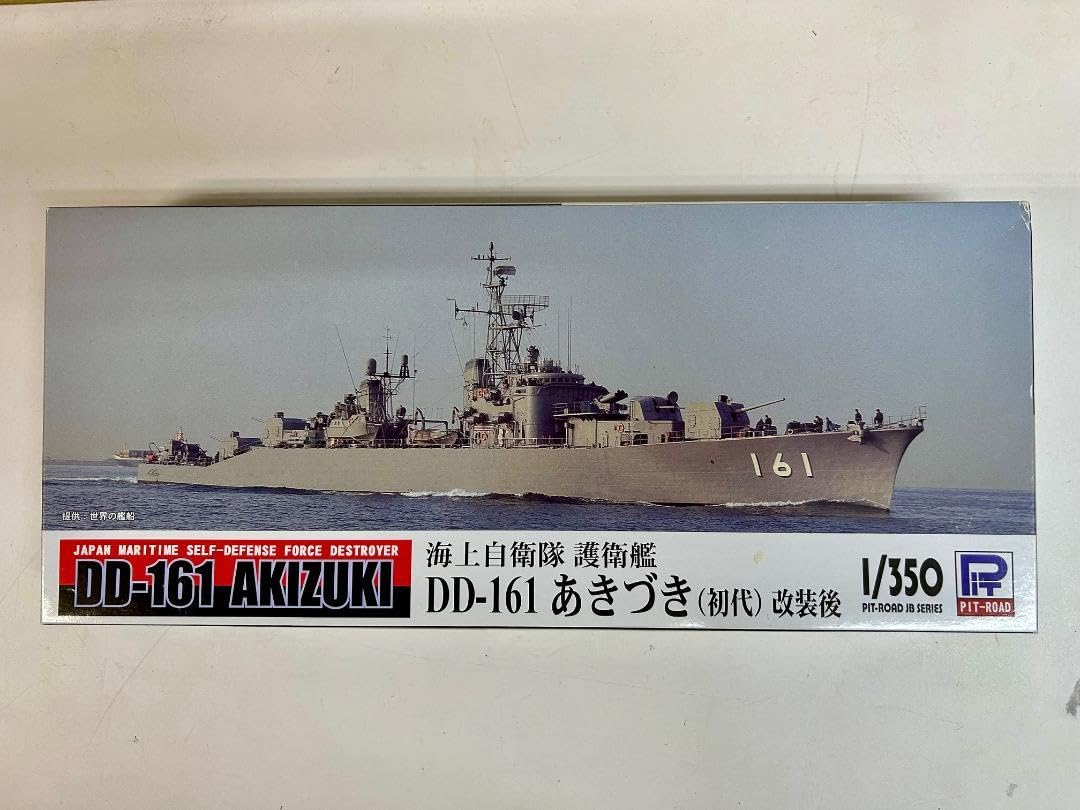 161
提供：世界の艦船
JAPAN MARITIME SELF-DEFENSE FORCE DESTROYER
DD-161 AKIZUKI
海上自衛隊 護衛艦
DD-161 あきづき（初代）改装後
1/350
PIT-ROAD JB SERIES
PIT
PIT-ROAD